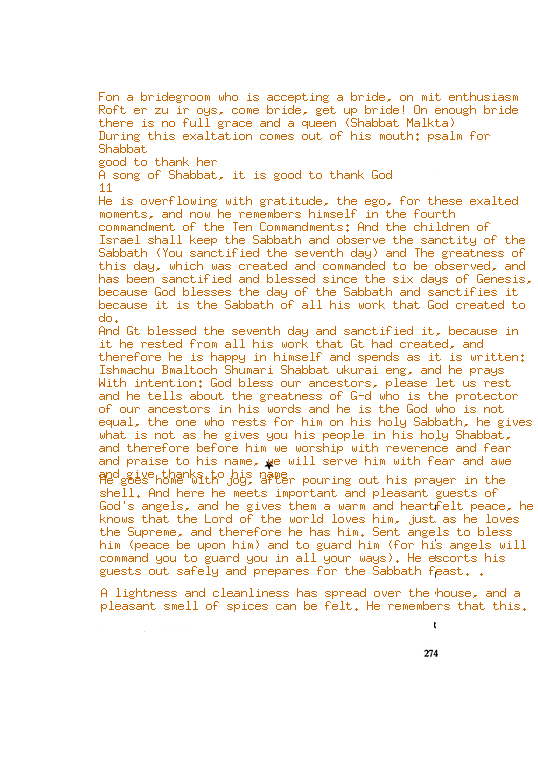 Fon a bridegroom who is accepting a bride, on mit enthusiasm
Roft er zu ir oys, come bride, get up bride! On enough bride
there is no full grace and a queen (Shabbat Malkta)
During this exaltation comes out of his mouth: psalm for
Shabbat
good to thank her
A song of Shabbat, it is good to thank God
11
He is overflowing with gratitude, the ego, for these exalted
moments, and now he remembers himself in the fourth
commandment of the Ten Commandments: And the children of
Israel shall keep the Sabbath and observe the sanctity of the
Sabbath (You sanctified the seventh day) and The greatness of
this day, which was created and commanded to be observed, and
has been sanctified and blessed since the six days of Genesis,
because God blesses the day of the Sabbath and sanctifies it
because it is the Sabbath of all his work that God created to
do.
And Gt blessed the seventh day and sanctified it, because in
it he rested from all his work that Gt had created, and
therefore he is happy in himself and spends as it is written:
Ishmachu Bmaltoch Shumari Shabbat ukurai eng, and he prays
With intention: God bless our ancestors, please let us rest
and he tells about the greatness of G-d who is the protector
of our ancestors in his words and he is the God who is not
equal, the one who rests for him on his holy Sabbath, he gives
what is not as he gives you his people in his holy Shabbat,
and therefore before him we worship with reverence and fear
and praise to his name, we will serve him with fear and awe
and give thanks to his name
He goes home with joy, after pouring out his prayer in the
shell. And here he meets important and pleasant guests of
God's angels, and he gives them a warm and heartfelt peace, he
knows that the Lord of the world loves him, just as he loves
the Supreme, and therefore he has him. Sent angels to bless
him (peace be upon him) and to guard him (for his angels will
command you to guard you in all your ways). He escorts his
guests out safely and prepares for the Sabbath feast. .
A lightness and cleanliness has spread over the house, and a
pleasant smell of spices can be felt. He remembers that this.
274